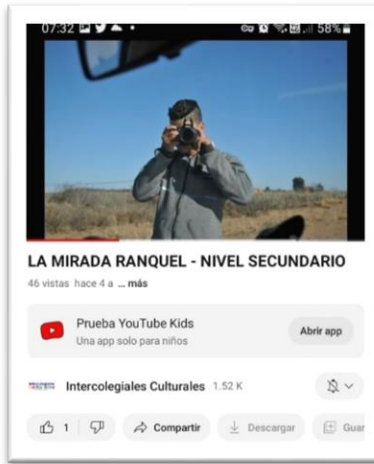 07:32 58%
LA MIRADA RANQUEL - NIVEL SECUNDARIO
46 vistas hace 4 a ... más
Prueba YouTube Kids
Una app solo para niños
Abrir app
Intercolegiales Culturales 1.52 K
1
Compartir
Descargar
Guar